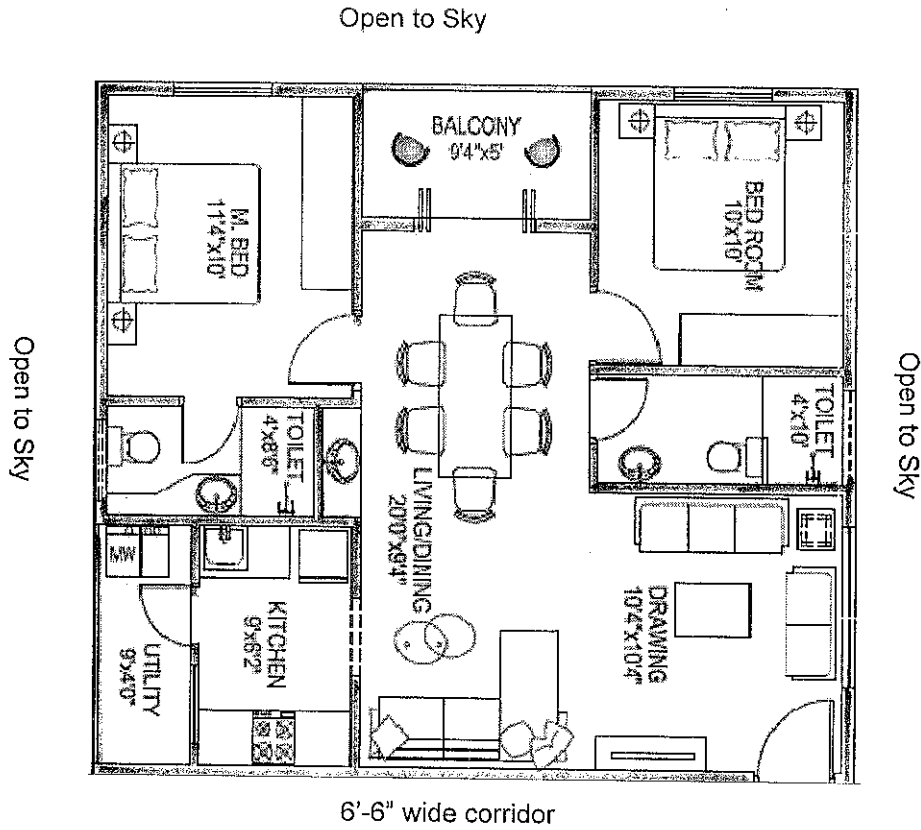 Open to Sky
BALCONY
9'4"x5'
M. BED
11'4"x10'
BED ROOM
10'x10'
Open to Sky
Open to Sky
TOILET
4'x8'6"
TOILET
4'x10'
LIVING/DINING
20'0"x9'4"
DRAWING
10'4"x10'4"
MW
KITCHEN
9'x6'2"
UTILITY
9'x4'0"
6'-6" wide corridor